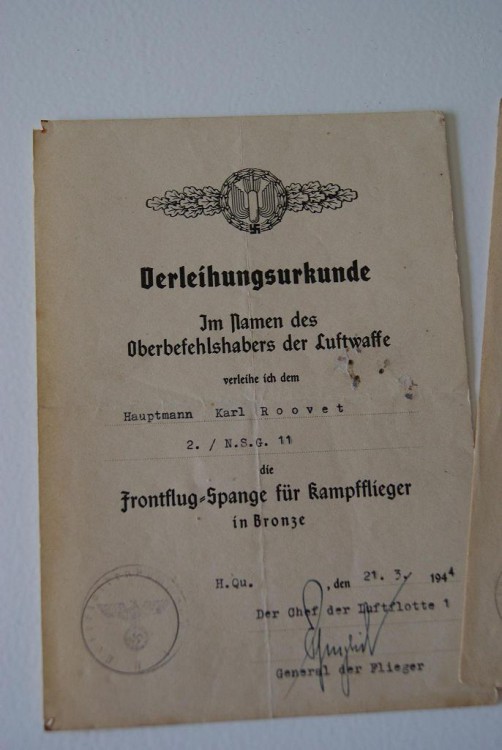 Verleihungsurkunde
Im Namen des
Oberbefehlshabers der Luftwaffe
verleihe ich dem
Hauptmann Karl Roovet
2. / N.S.G. 11
die
Frontflug-Spange für Kampfflieger
in Bronze
H.Qu. , den 21. 3. 1944
Der Chef der Luftflotte 1
General der Flieger